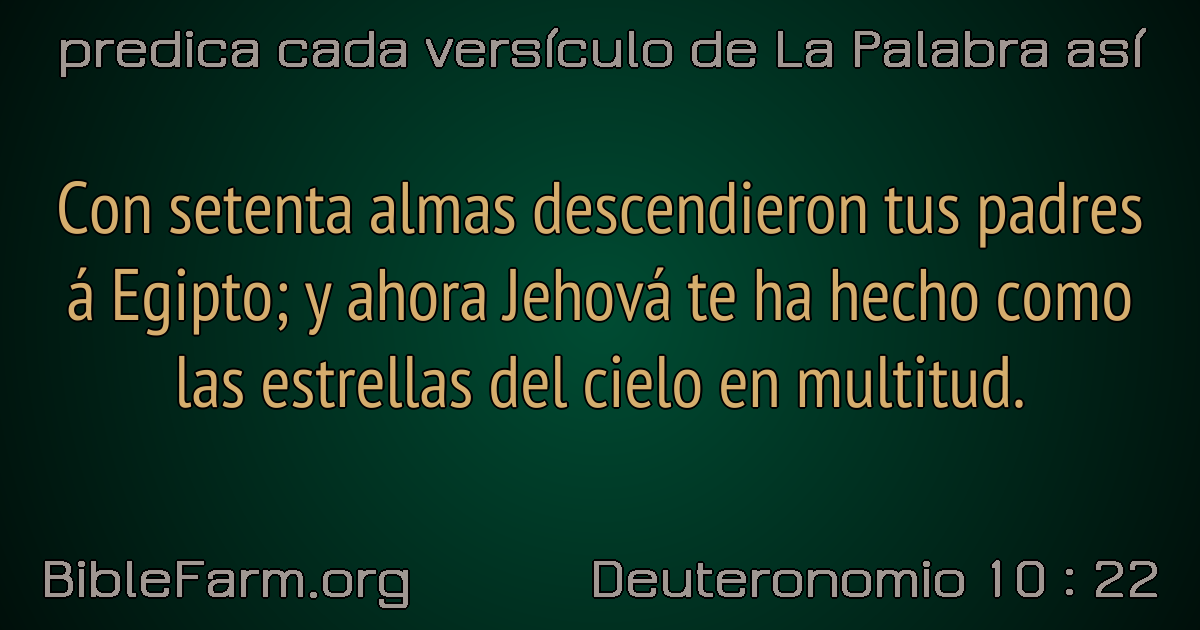 predica cada versículo de La Palabra así
Con setenta almas descendieron tus padres
á Egipto; y ahora Jehová te ha hecho como
las estrellas del cielo en multitud.
BibleFarm.org
Deuteronomio 10 : 22